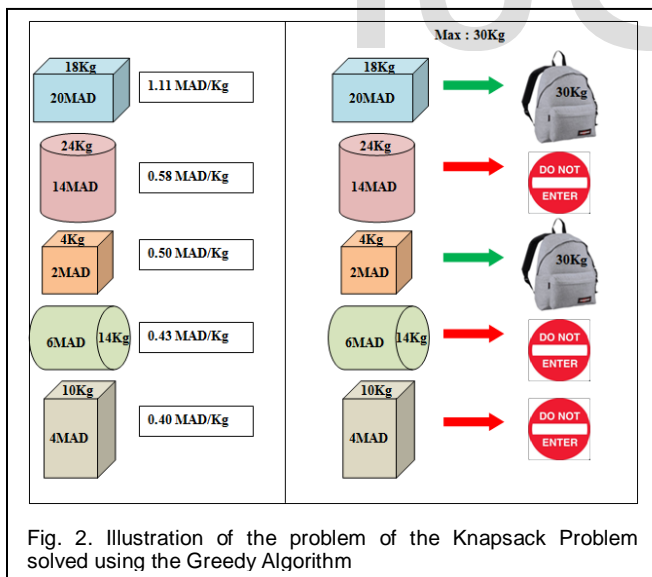 Max : 30Kg
18Kg
20MAD
1.11 MAD/Kg
18Kg
20MAD
30Kg
24Kg
14MAD
0.58 MAD/Kg
24Kg
14MAD
DO NOT
ENTER
4Kg
2MAD
0.50 MAD/Kg
4Kg
2MAD
30Kg
6MAD
14Kg
0.43 MAD/Kg
6MAD
14Kg
DO NOT
ENTER
10Kg
4MAD
0.40 MAD/Kg
10Kg
4MAD
DO NOT
ENTER
Fig. 2. Illustration of the problem of the Knapsack Problem
solved using the Greedy Algorithm